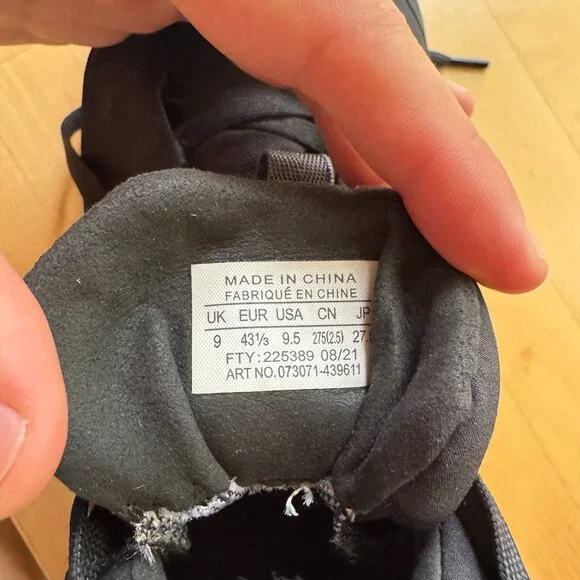 MADE IN CHINA
FABRIQUÉ EN CHINE
UK EUR USA CN JP
9 43⅓ 9.5 275(2.5) 27.
FTY: 225389 08/21
ART NO.073071-439611